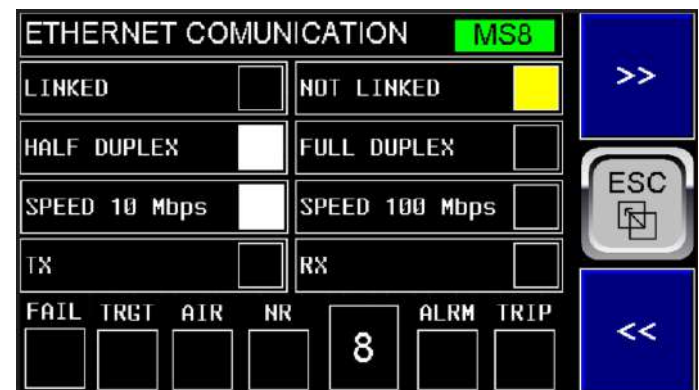 ETHERNET COMUNICATION MS8
>>
LINKED NOT LINKED
HALF DUPLEX FULL DUPLEX
ESC
SPEED 10 Mbps SPEED 100 Mbps
TX RX
FAIL TRGT AIR NR 8 ALRM TRIP
<<